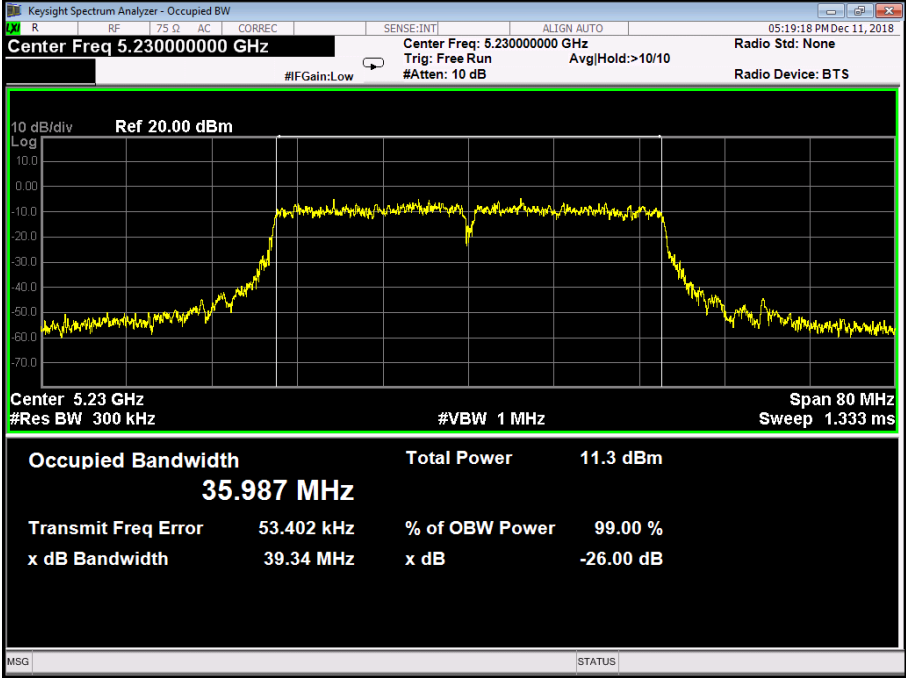 Keysight Spectrum Analyzer - Occupied BW
LXI R RF 75 Ω AC CORREC SENSE:INT ALIGN AUTO 05:19:18 PM Dec 11, 2018
Center Freq 5.230000000 GHz Center Freq: 5.230000000 GHz Radio Std: None
Trig: Free Run Avg|Hold:>10/10
#IFGain:Low #Atten: 10 dB Radio Device: BTS
10 dB/div Ref 20.00 dBm
Log
10.0
0.00
-10.0
-20.0
-30.0
-40.0
-50.0
-60.0
-70.0
Center 5.23 GHz Span 80 MHz
#Res BW 300 kHz #VBW 1 MHz Sweep 1.333 ms
Occupied Bandwidth Total Power 11.3 dBm
35.987 MHz
Transmit Freq Error 53.402 kHz % of OBW Power 99.00 %
x dB Bandwidth 39.34 MHz x dB -26.00 dB
MSG STATUS